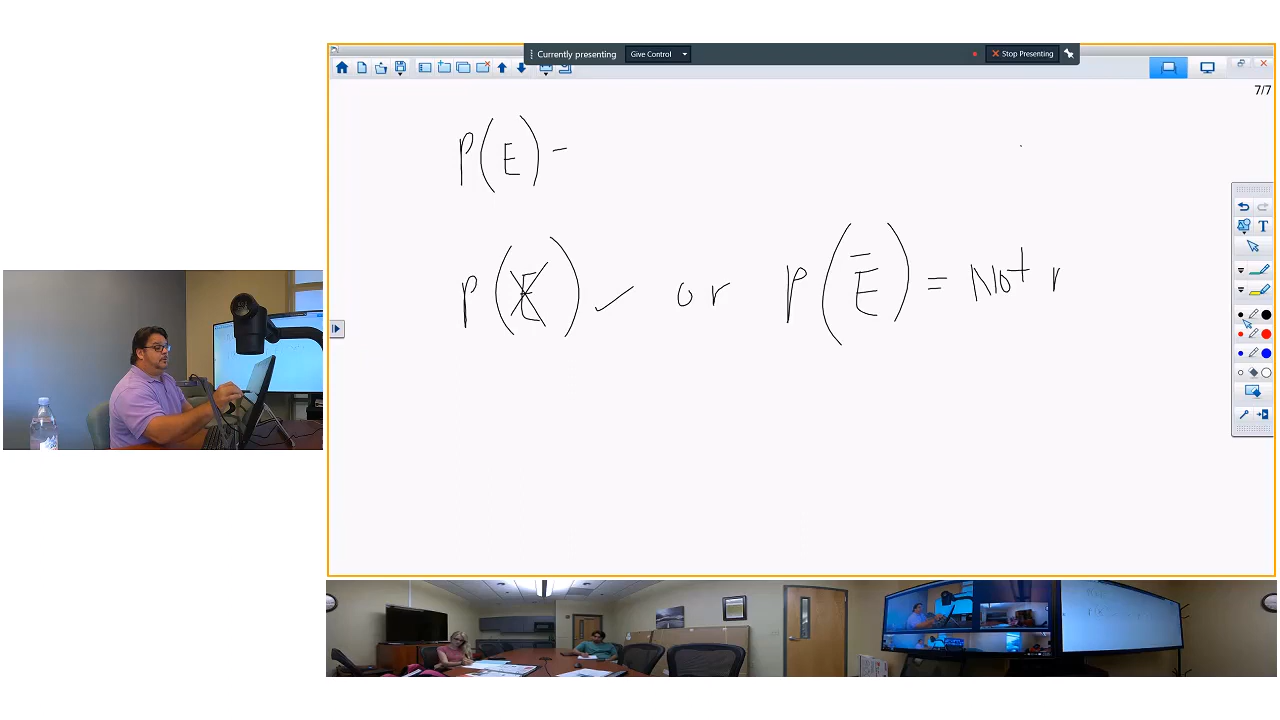 Currently presenting Give Control Stop Presenting
7/7
P(E) -
P(E) ✓ or P(Ē) = Not r